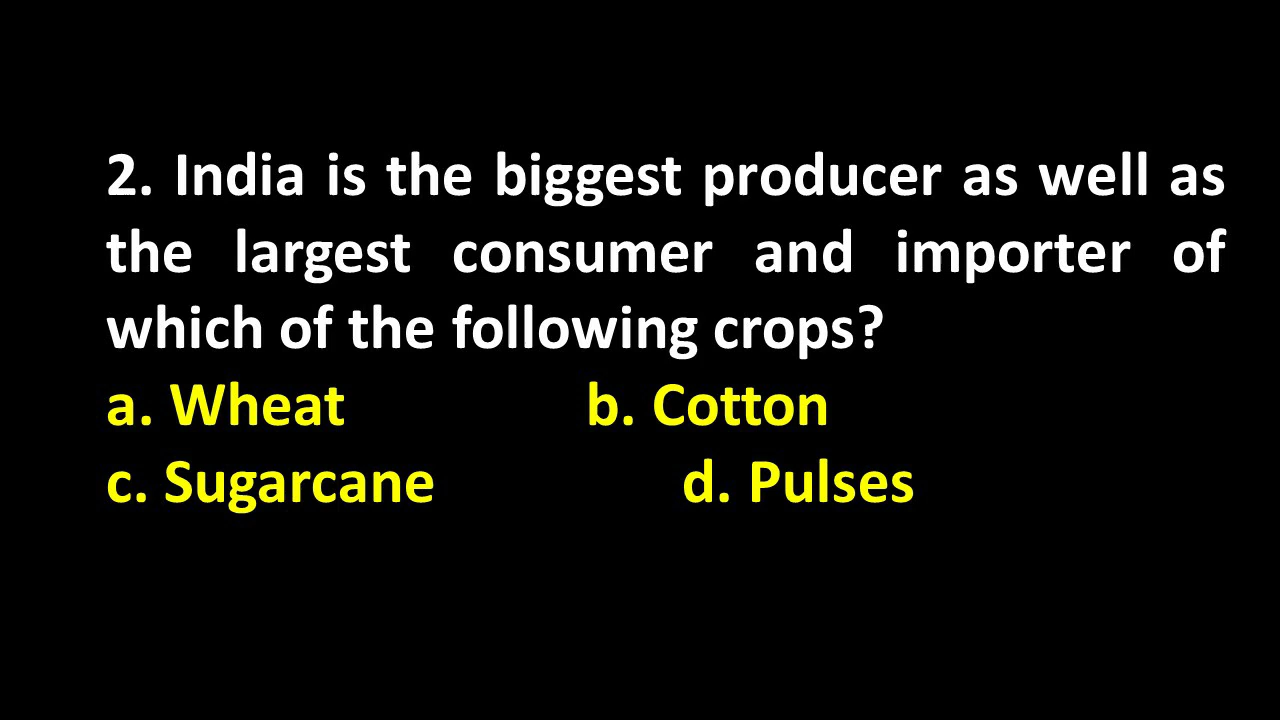 2. India is the biggest producer as well as
the largest consumer and importer of
which of the following crops?
a. Wheat b. Cotton
c. Sugarcane d. Pulses